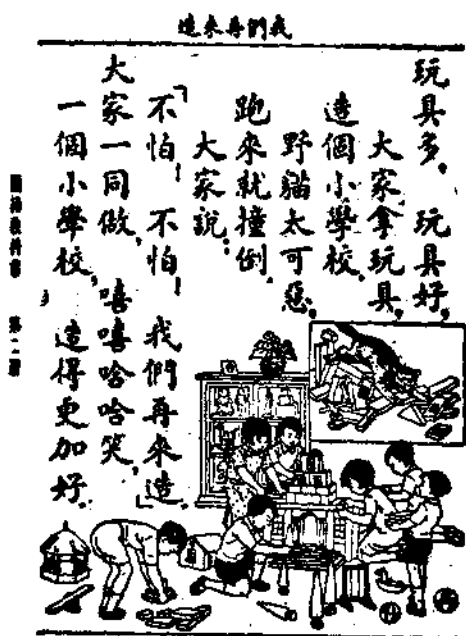 我們再來造
玩具多，玩具好，
大家拿玩具，
造個小學校，
野貓太可惡，
跑來就撞倒，
大家說：
「不怕！不怕！我們再來造。」
大家一同做，嘻嘻哈哈笑，
一個小學校，造得更加好。